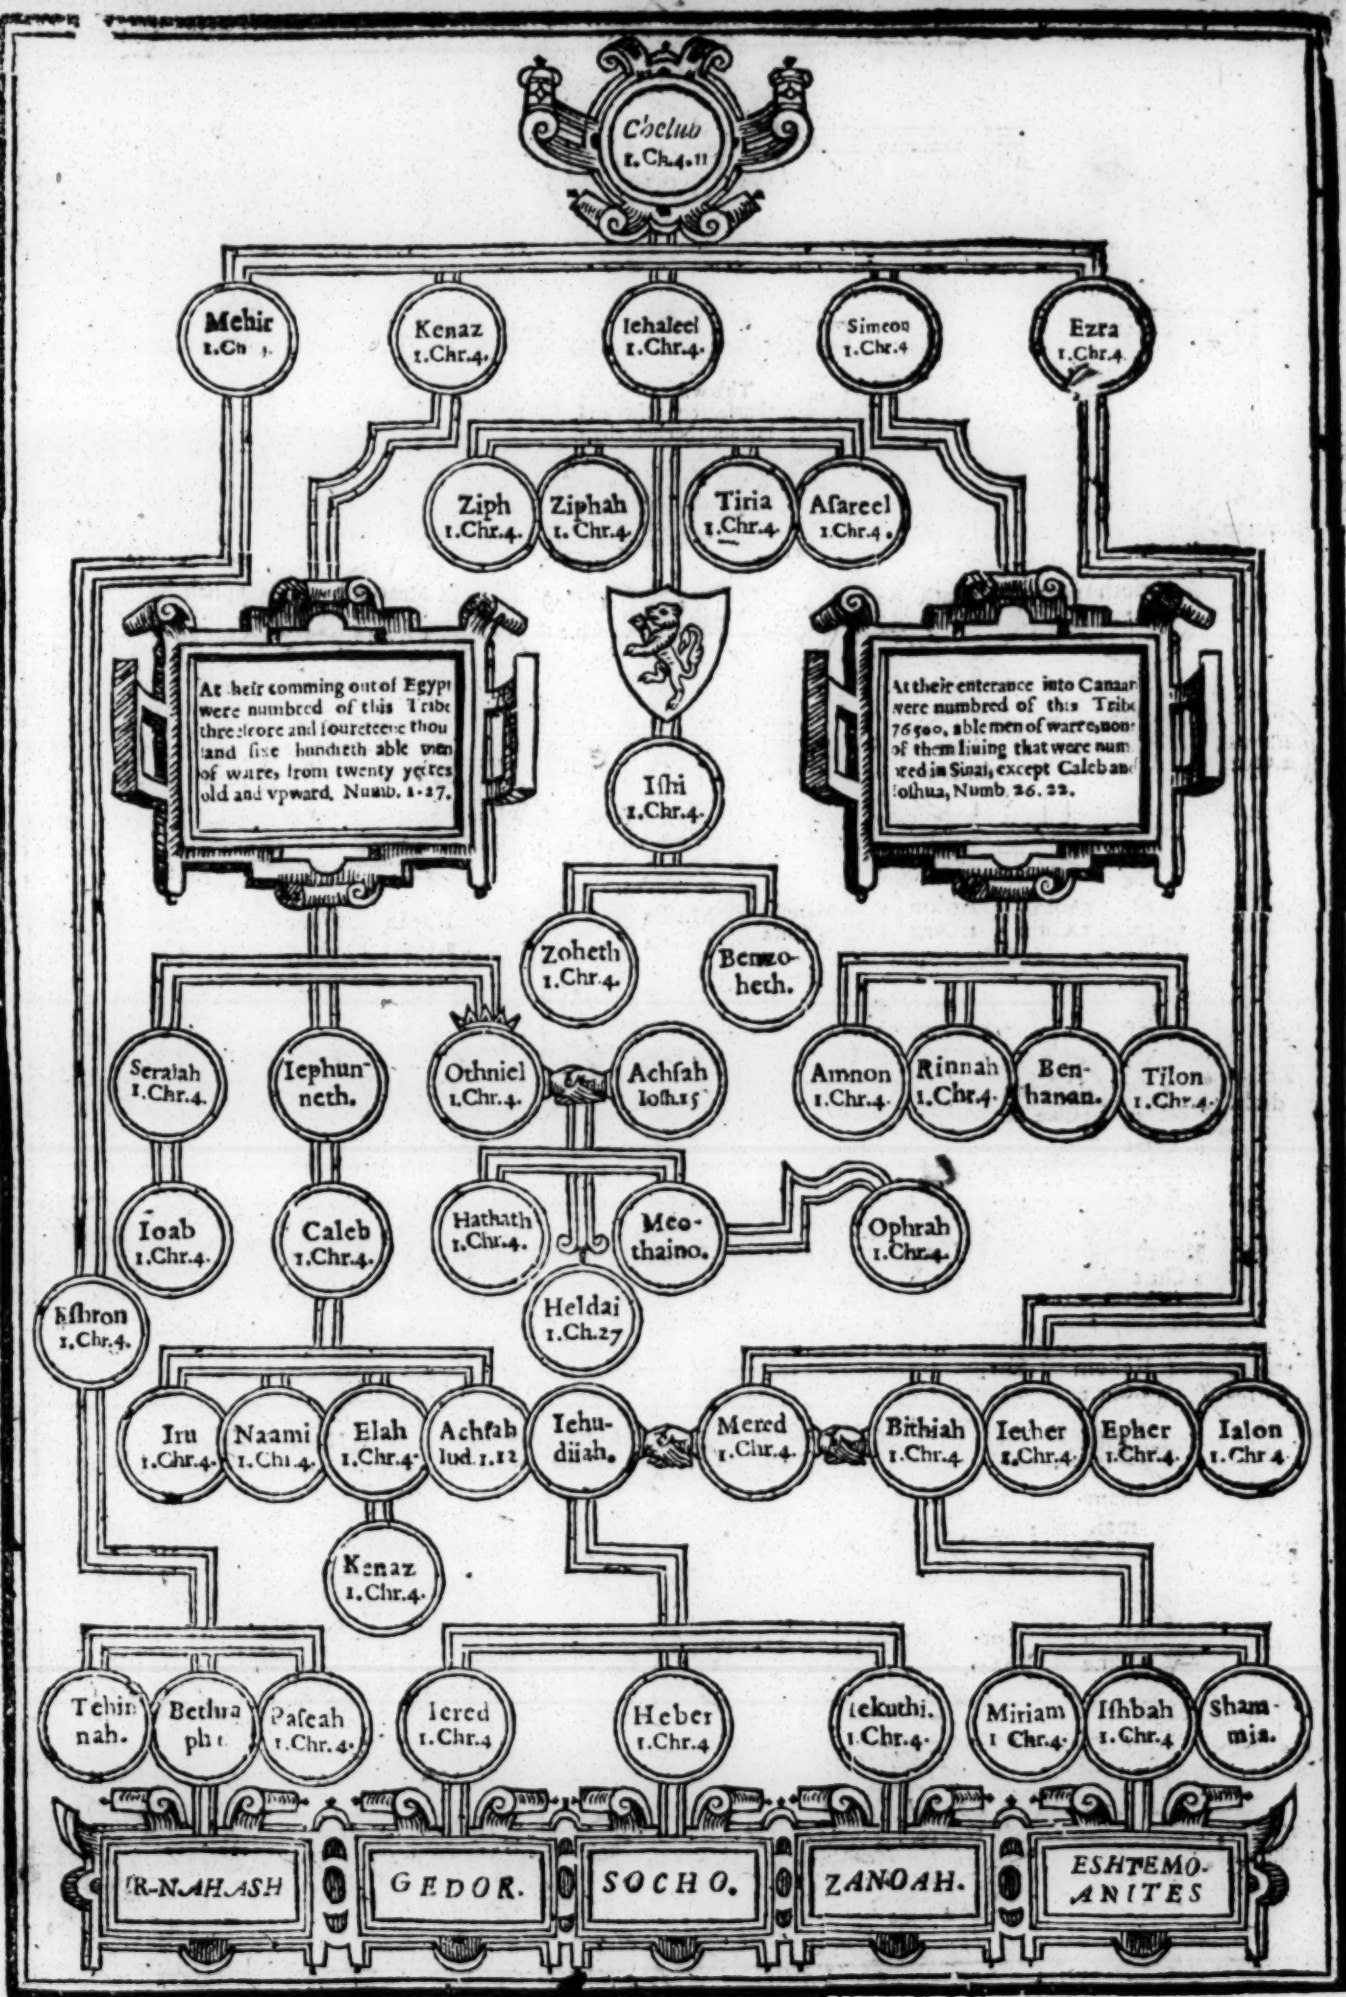 Chelub
1. Ch.4.11
Mehir
1.Ch
Kenaz
1.Chr.4.
Iehaleel
1.Chr.4.
Simeon
1.Chr.4
Ezra
1.Chr.4
Ziph
1.Chr.4.
Ziphah
1. Chr.4.
Tiria
1.Chr.4.
Aſareel
1.Chr.4.
At their comming out of Egypt
were numbred of this Tribe
threeſcore and foureteene thou
ſand and ſixe hundreth able men
of warre, from twenty yeeres
old and vpward. Numb. 1.27.
At their enterance into Canaan
were numbred of this Tribe
76500. able men of warre, none
of them liuing that were num
bred in Sinai, except Caleb and
Ioſhua, Numb. 26.22.
Iſhi
1.Chr.4.
Zoheth
1.Chr.4.
Benzo-
heth.
Seraiah
1.Chr.4.
Iephun-
neth.
Othniel
1.Chr.4.
Achſah
Ioſh.15
Amnon
1.Chr.4.
Rinnah
1.Chr.4.
Ben-
hanan.
Tilon
1.Chr.4.
Ioab
1.Chr.4.
Caleb
1.Chr.4.
Hathath
1.Chr.4.
Meo-
thaino.
Ophrah
1.Chr.4.
Eſhron
1.Chr.4.
Heldai
1.Ch.27
Iru
1.Chr.4.
Naami
1.Chr.4.
Elah
1.Chr.4.
Achſah
Iud.1.12
Iehu-
diiah.
Mered
1.Chr.4.
Bithiah
1.Chr.4
Iether
1.Chr.4.
Epher
1.Chr.4.
Ialon
1.Chr.4.
Kenaz
1.Chr.4.
Tehin
nah.
Bethra
pha
Paſeah
1.Chr.4.
Iered
1.Chr.4
Heber
1.Chr.4
Iekuthi.
1.Chr.4.
Miriam
1 Chr.4.
Iſhbah
1.Chr.4
Sham-
mia.
IR-NAHASH
GEDOR.
SOCHO.
ZANOAH.
ESHTEMO-
ANITES